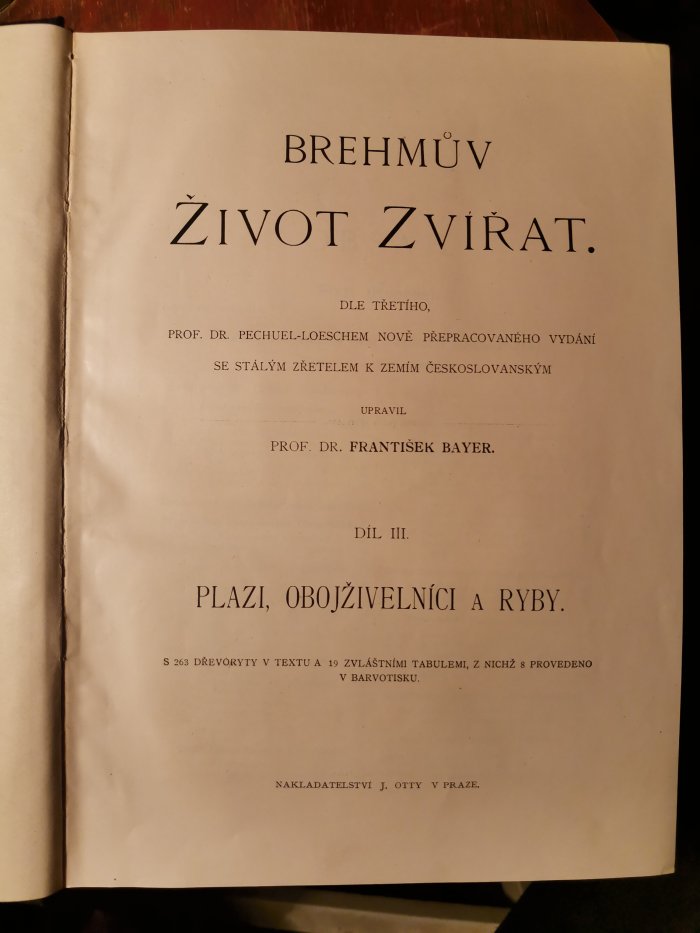 BREHMŮV
ŽIVOT ZVÍŘAT.
DLE TŘETÍHO,
PROF. DR. PECHUEL-LOESCHEM NOVĚ PŘEPRACOVANÉHO VYDÁNÍ
SE STÁLÝM ZŘETELEM K ZEMÍM ČESKOSLOVANSKÝM
UPRAVIL
PROF. DR. FRANTIŠEK BAYER.
DÍL III.
PLAZI, OBOJŽIVELNÍCI A RYBY.
S 263 DŘEVORYTY V TEXTU A 19 ZVLÁŠTNÍMI TABULEMI, Z NICHŽ 8 PROVEDENO
V BARVOTISKU.
NAKLADATELSTVÍ J. OTTY V PRAZE.